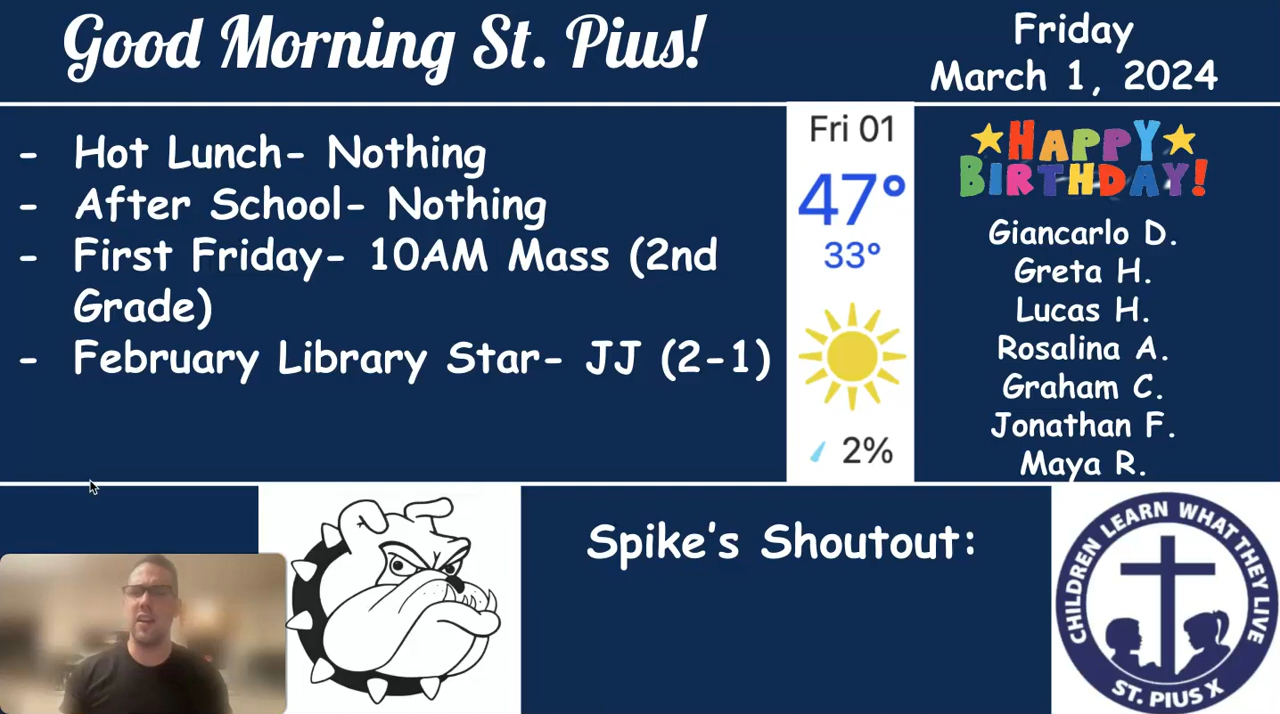 Good Morning St. Pius!
Friday
March 1, 2024
- Hot Lunch- Nothing
- After School- Nothing
- First Friday- 10AM Mass (2nd
Grade)
- February Library Star- JJ (2-1)
Fri 01
47°
33°
2%
HAPPY
BIRTHDAY!
Giancarlo D.
Greta H.
Lucas H.
Rosalina A.
Graham C.
Jonathan F.
Maya R.
Spike's Shoutout:
CHILDREN LEARN WHAT THEY LIVE
ST. PIUS X